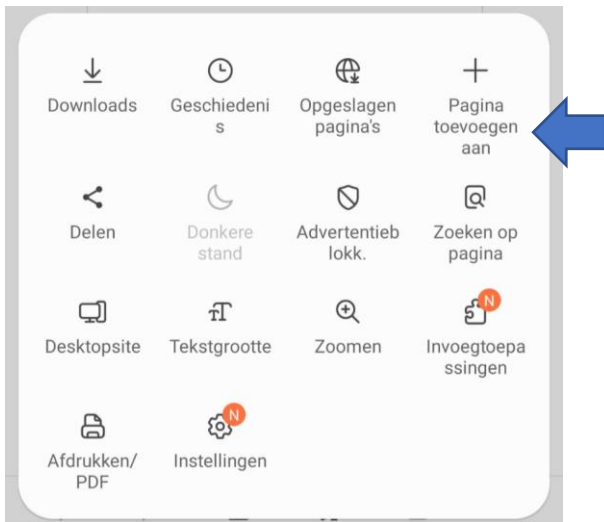 Downloads
Geschiedeni
s
Opgeslagen
pagina's
Pagina
toevoegen
aan
Delen
Donkere
stand
Advertentieb
lokk.
Zoeken op
pagina
Desktopsite
Tekstgrootte
Zoomen
N
Invoegtoepa
ssingen
Afdrukken/
PDF
N
Instellingen